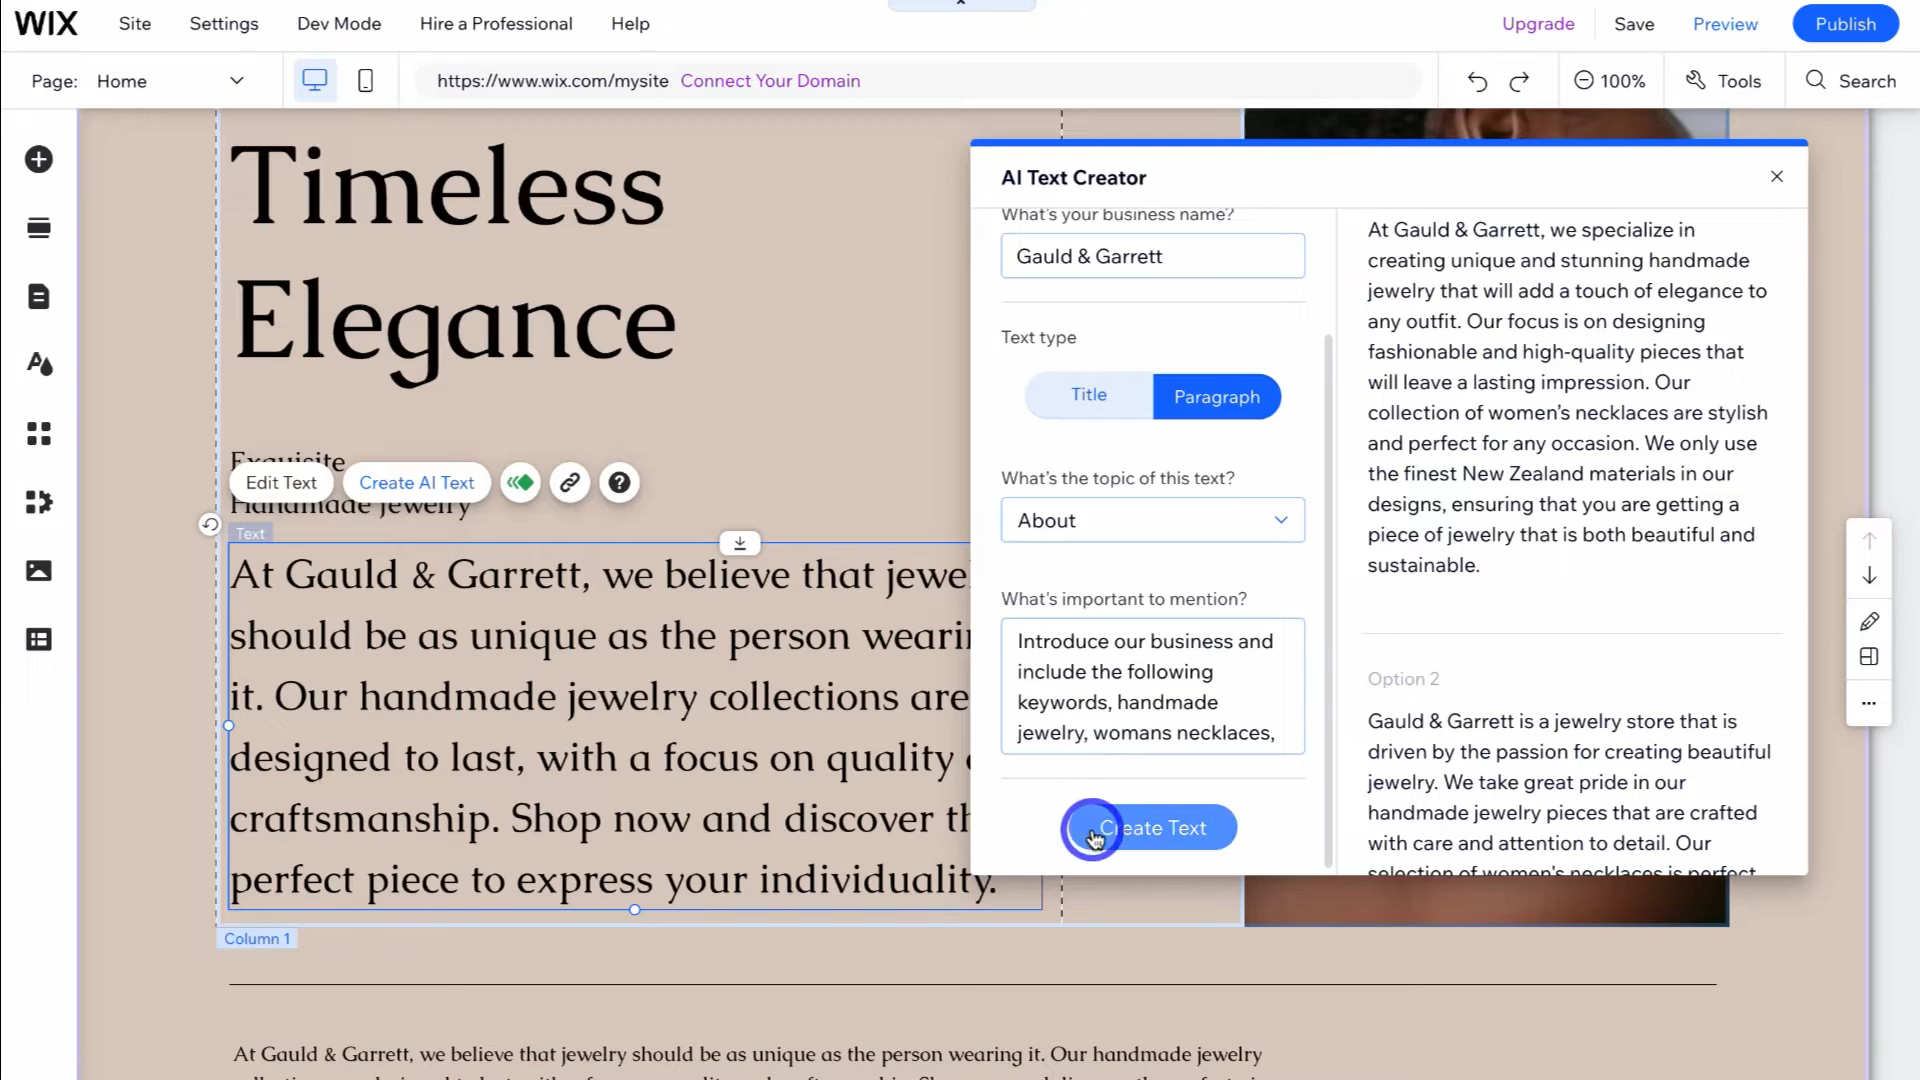 WIX
Site
Settings
Dev Mode
Hire a Professional
Help
Upgrade
Save
Preview
Publish
Page: Home
https://www.wix.com/mysite Connect Your Domain
100%
Tools
Search
Timeless
Elegance
Exquisite
Handmade Jewelry
Edit Text
Create AI Text
Text
At Gauld & Garrett, we believe that
should be as unique as the person
it. Our handmade jewelry collections are
designed to last, with a focus on quality
craftsmanship. Shop now and discover
perfect piece to express your individuality.
Column 1
At Gauld & Garrett, we believe that jewelry should be as unique as the person wearing it. Our handmade jewelry
AI Text Creator
What's your business name?
Gauld & Garrett
Text type
Title
Paragraph
What's the topic of this text?
About
What's important to mention?
Introduce our business and
include the following
keywords, handmade
jewelry, womans necklaces,
Create Text
At Gauld & Garrett, we specialize in
creating unique and stunning handmade
jewelry that will add a touch of elegance to
any outfit. Our focus is on designing
fashionable and high-quality pieces that
will leave a lasting impression. Our
collection of women's necklaces are stylish
and perfect for any occasion. We only use
the finest New Zealand materials in our
designs, ensuring that you are getting a
piece of jewelry that is both beautiful and
sustainable.
Option 2
Gauld & Garrett is a jewelry store that is
driven by the passion for creating beautiful
jewelry. We take great pride in our
handmade jewelry pieces that are crafted
with care and attention to detail. Our
selection of women's necklaces is perfect